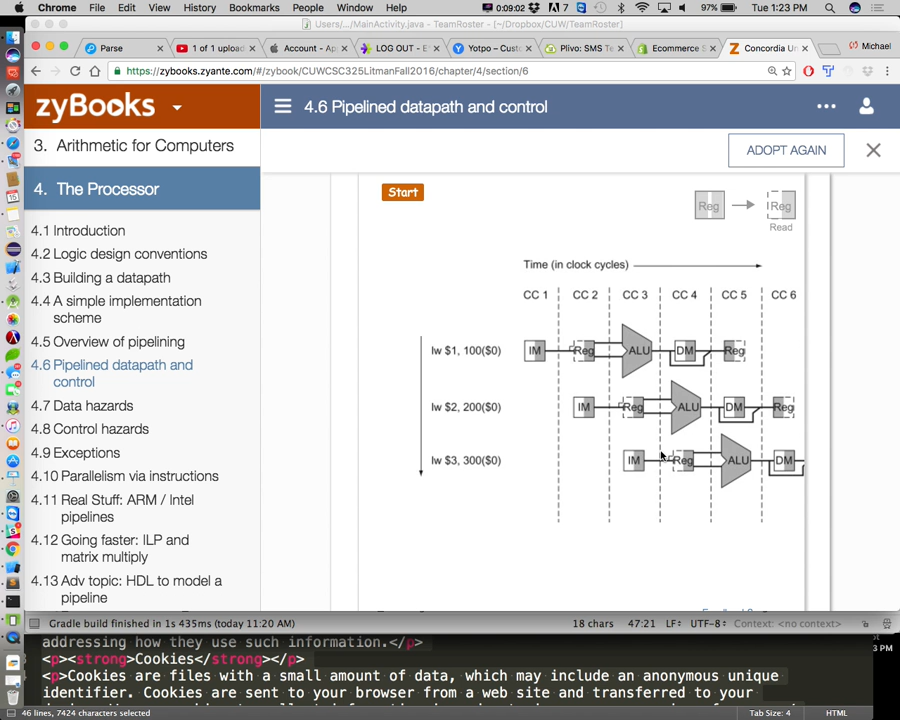 Chrome File Edit View History Bookmarks People Window Help 7 0:09:02 97% Tue 1:23 PM
Users/.../MainActivity.java - TeamRoster - [~/Dropbox/CUW/TeamRoster]
Parse × 1 of 1 upload × Account - Ap × LOG OUT - E × Yotpo – Custo × Plivo: SMS Te × Ecommerce S × Concordia Un × Michael
https://zybooks.zyante.com/#/zybook/CUWCSC325LitmanFall2016/chapter/4/section/6
zyBooks
4.6 Pipelined datapath and control
3. Arithmetic for Computers
ADOPT AGAIN
4. The Processor
4.1 Introduction
4.2 Logic design conventions
4.3 Building a datapath
4.4 A simple implementation
scheme
4.5 Overview of pipelining
4.6 Pipelined datapath and
control
4.7 Data hazards
4.8 Control hazards
4.9 Exceptions
4.10 Parallelism via instructions
4.11 Real Stuff: ARM / Intel
pipelines
4.12 Going faster: ILP and
matrix multiply
4.13 Adv topic: HDL to model a
pipeline
Start
Reg Reg
Read
Time (in clock cycles)
CC 1 CC 2 CC 3 CC 4 CC 5 CC 6
lw $1, 100($0) IM Reg ALU DM Reg
lw $2, 200($0) IM Reg ALU DM Reg
lw $3, 300($0) IM Reg ALU DM
Gradle build finished in 1s 435ms (today 11:20 AM) 18 chars 47:21 LF÷ UTF-8÷ Context: <no context>
addressing how they use such information.</p>
<p><strong>Cookies</strong></p>
<p>Cookies are files with a small amount of data, which may include an anonymous unique
identifier. Cookies are sent to your browser from a web site and transferred to your
46 lines, 7424 characters selected Tab Size: 4 HTML